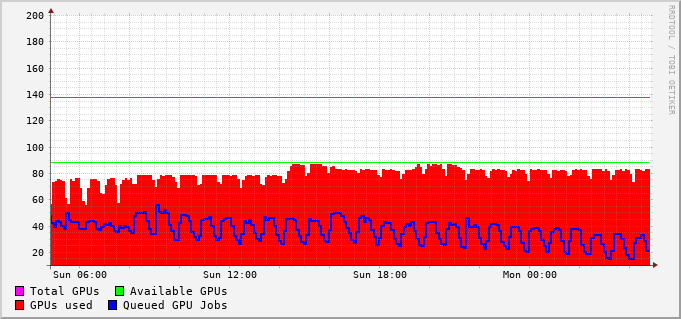 200
180
160
140
120
100
80
60
40
20
Sun 06:00 Sun 12:00 Sun 18:00 Mon 00:00
Total GPUs Available GPUs
GPUs used Queued GPU Jobs
RRDTOOL / TOBI OETIKER